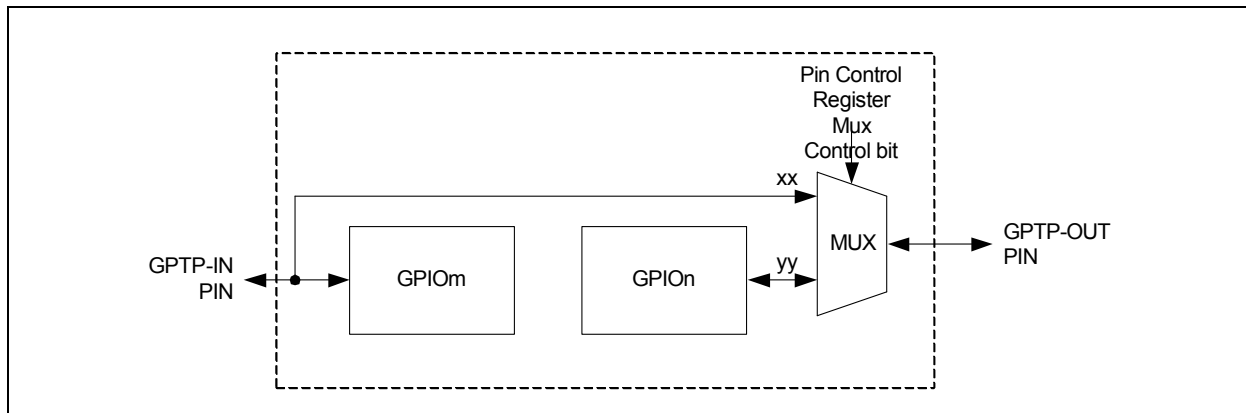 Pin Control
Register
Mux
Control bit
xx
MUX
GPTP-OUT
PIN
GPTP-IN
PIN
GPIOm
GPIOn
yy